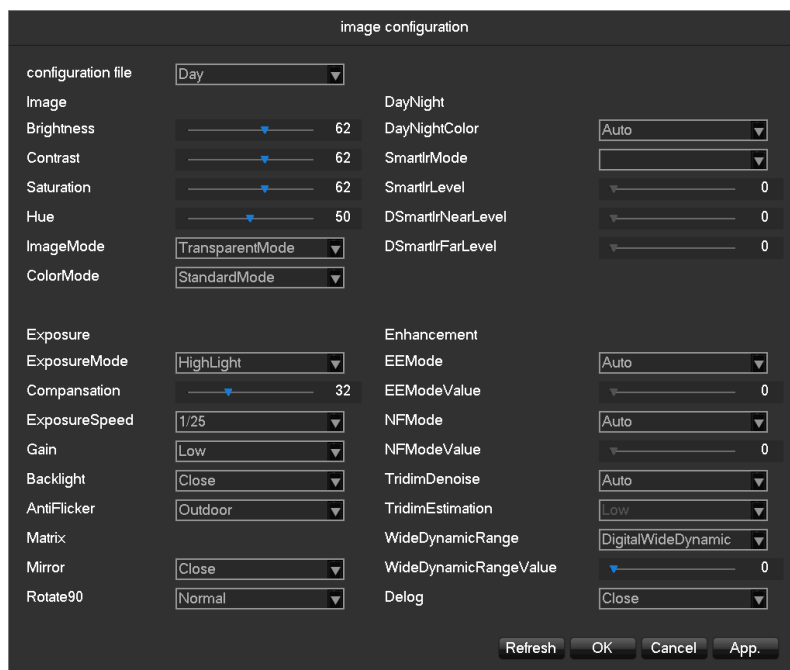 image configuration
configuration file Day
Image DayNight
Brightness 62 DayNightColor Auto
Contrast 62 SmartIrMode
Saturation 62 SmartIrLevel 0
Hue 50 DSmartIrNearLevel 0
ImageMode TransparentMode DSmartIrFarLevel 0
ColorMode StandardMode
Exposure Enhancement
ExposureMode HighLight EEMode Auto
Compansation 32 EEModeValue 0
ExposureSpeed 1/25 NFMode Auto
Gain Low NFModeValue 0
Backlight Close TridimDenoise Auto
AntiFlicker Outdoor TridimEstimation Low
Matrix WideDynamicRange DigitalWideDynamic
Mirror Close WideDynamicRangeValue 0
Rotate90 Normal Delog Close
Refresh OK Cancel App.